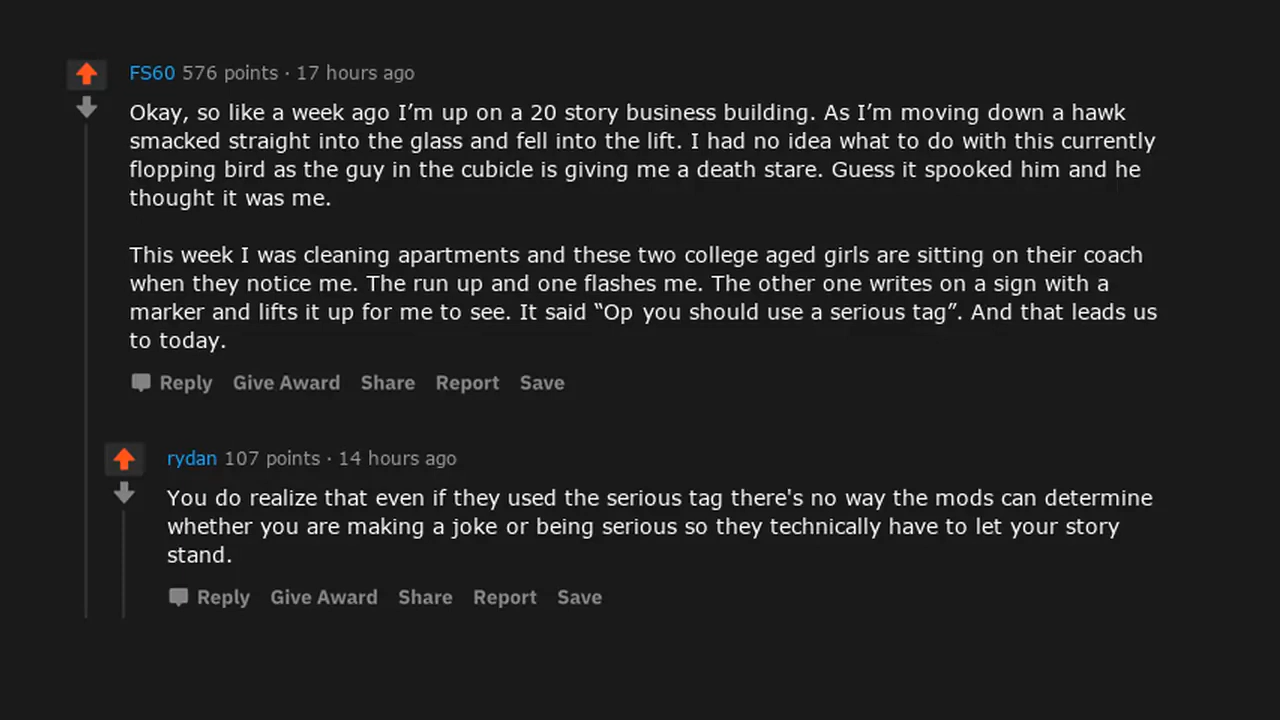 FS60 576 points · 17 hours ago
Okay, so like a week ago I’m up on a 20 story business building. As I’m moving down a hawk
smacked straight into the glass and fell into the lift. I had no idea what to do with this currently
flopping bird as the guy in the cubicle is giving me a death stare. Guess it spooked him and he
thought it was me.
This week I was cleaning apartments and these two college aged girls are sitting on their coach
when they notice me. The run up and one flashes me. The other one writes on a sign with a
marker and lifts it up for me to see. It said “Op you should use a serious tag”. And that leads us
to today.
Reply Give Award Share Report Save
rydan 107 points · 14 hours ago
You do realize that even if they used the serious tag there's no way the mods can determine
whether you are making a joke or being serious so they technically have to let your story
stand.
Reply Give Award Share Report Save